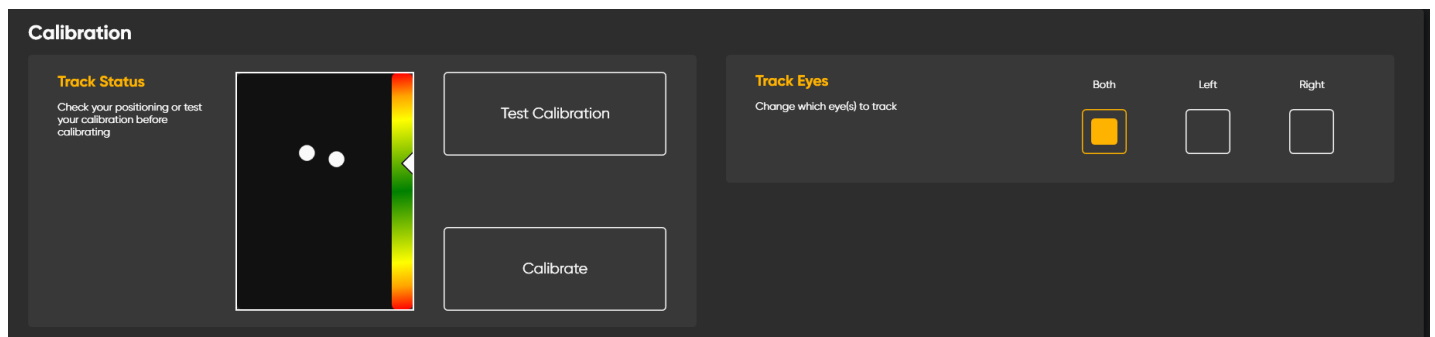 Calibration
Track Status
Check your positioning or test
your calibration before
calibrating
Test Calibration
Calibrate
Track Eyes
Change which eye(s) to track
Both Left Right